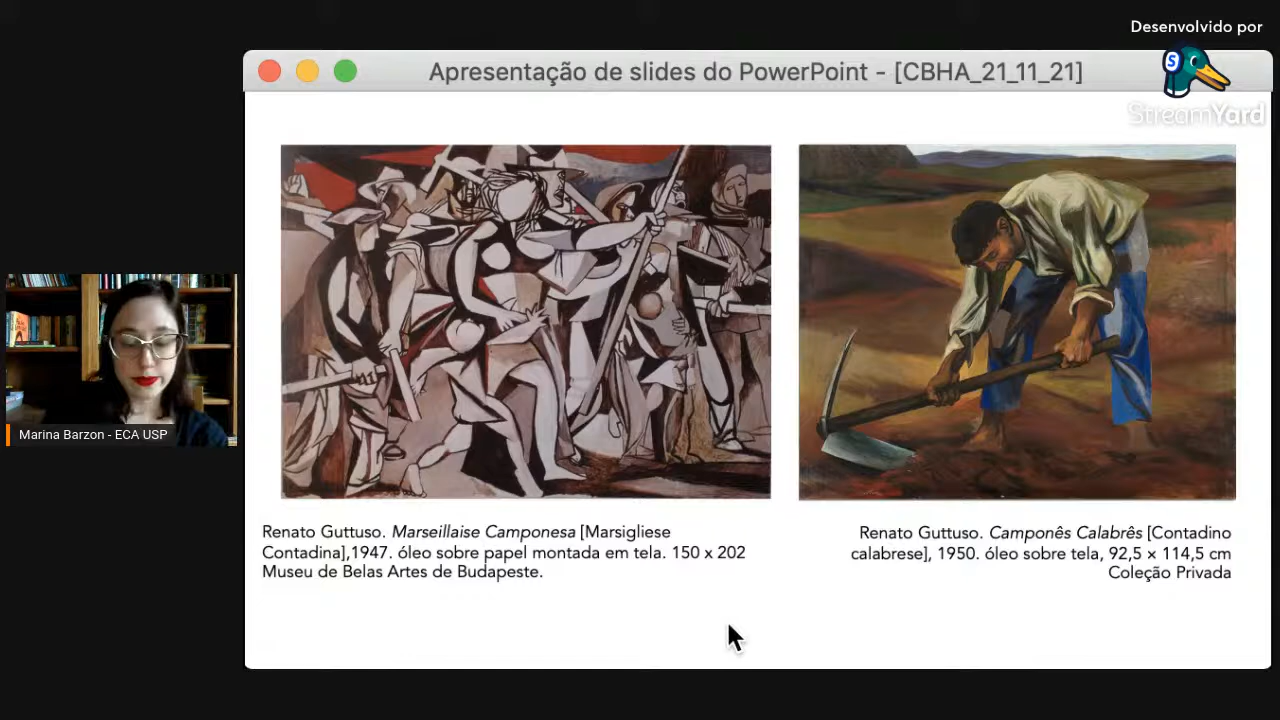 Desenvolvido por
Apresentação de slides do PowerPoint - [CBHA_21_11_21]
S
StreamYard
Marina Barzon - ECA USP
Renato Guttuso. Marseillaise Camponesa [Marsigliese
Contadina],1947. óleo sobre papel montada em tela. 150 x 202
Museu de Belas Artes de Budapeste.
Renato Guttuso. Camponês Calabrês [Contadino
calabrese], 1950. óleo sobre tela, 92,5 × 114,5 cm
Coleção Privada